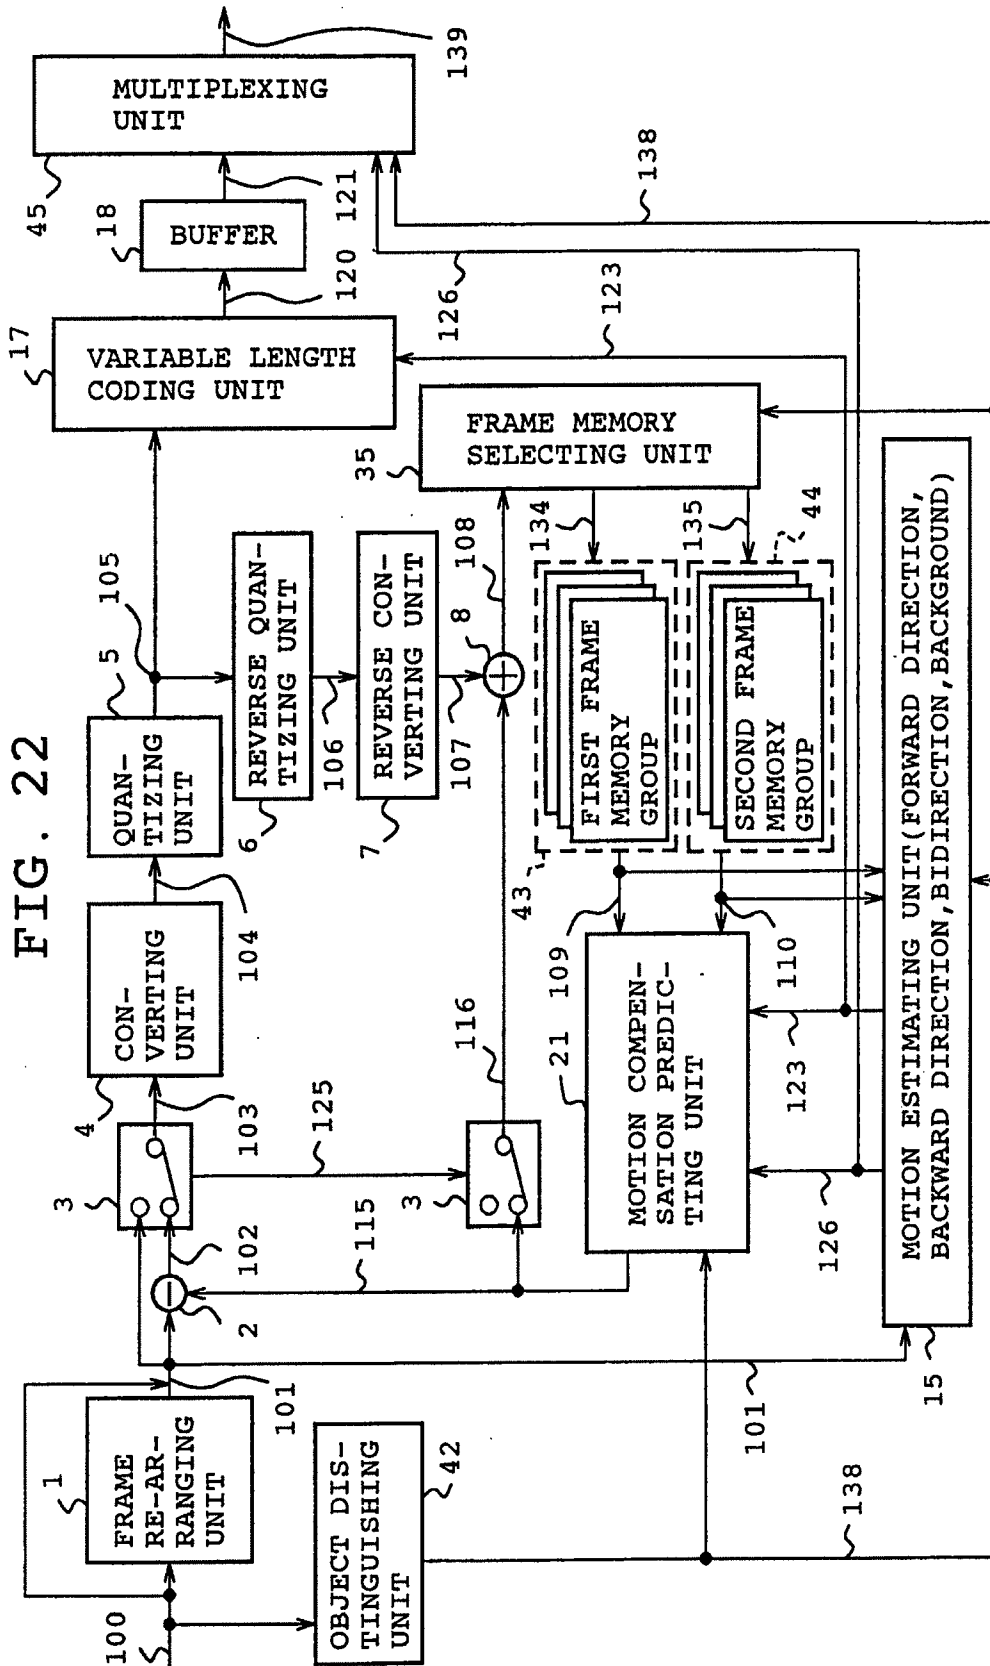 FIG. 22
100
1
FRAME
RE-AR-
RANGING
UNIT
101
2
102
3
103
4
CON-
VERTING
UNIT
104
5
QUAN-
TIZING
UNIT
105
17
VARIABLE LENGTH
CODING UNIT
120
18
BUFFER
121
45
MULTIPLEXING
UNIT
139
OBJECT DIS-
TINGUISHING
UNIT
42
115
125
3
116
6
REVERSE QUAN-
TIZING UNIT
106
7
REVERSE CON-
VERTING UNIT
107
8
108
35
FRAME MEMORY
SELECTING UNIT
126
123
138
134
135
43
FIRST FRAME
MEMORY
GROUP
44
SECOND FRAME
MEMORY
GROUP
109
110
21
MOTION COMPEN-
SATION PREDIC-
TING UNIT
101
126
123
138
15
MOTION ESTIMATING UNIT(FORWARD DIRECTION,
BACKWARD DIRECTION,BIDIRECTION,BACKGROUND)